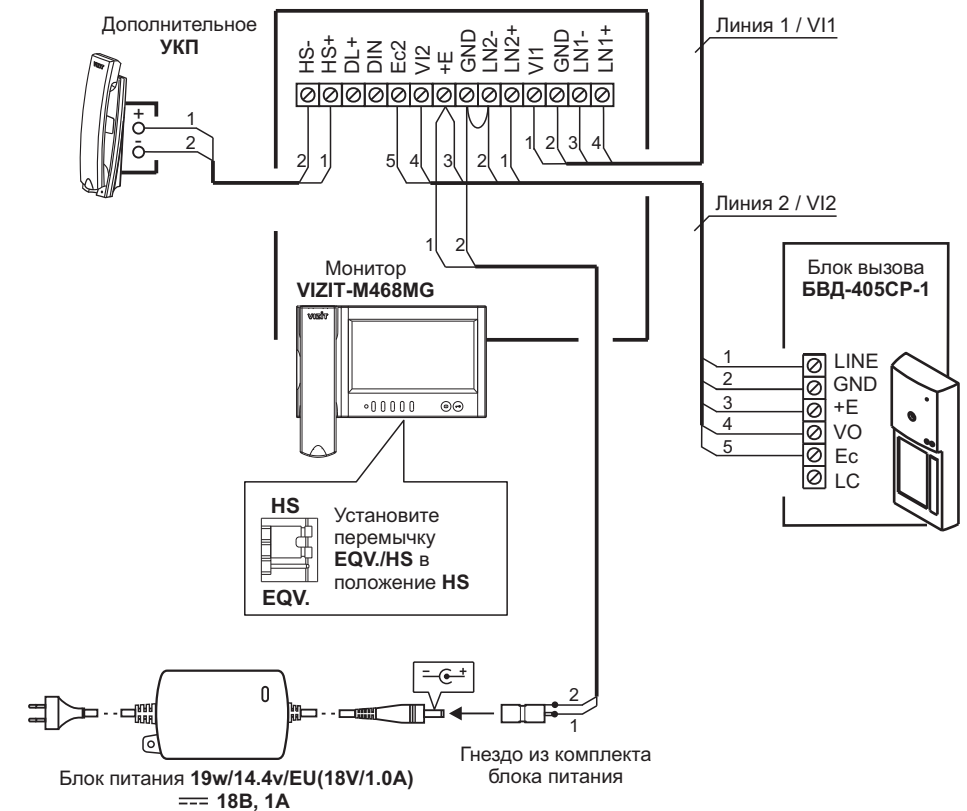 Дополнительное
УКП
+
-
1
2
HS-
HS+
DL+
DIN
Ec2
VI2
+E
GND
LN2-
LN2+
VI1
GND
LN1-
LN1+
2
1
5
4
3
2
1
1
2
3
4
Линия 1 / VI1
Линия 2 / VI2
1
2
Монитор
VIZIT-M468MG
VIZIT
Блок вызова
БВД-405CP-1
1
2
3
4
5
LINE
GND
+E
VO
Ec
LC
HS
EQV.
Установите
перемычку
EQV./HS в
положение HS
- +
2
1
Гнездо из комплекта
блока питания
Блок питания 19w/14.4v/EU(18V/1.0A)
18В, 1А